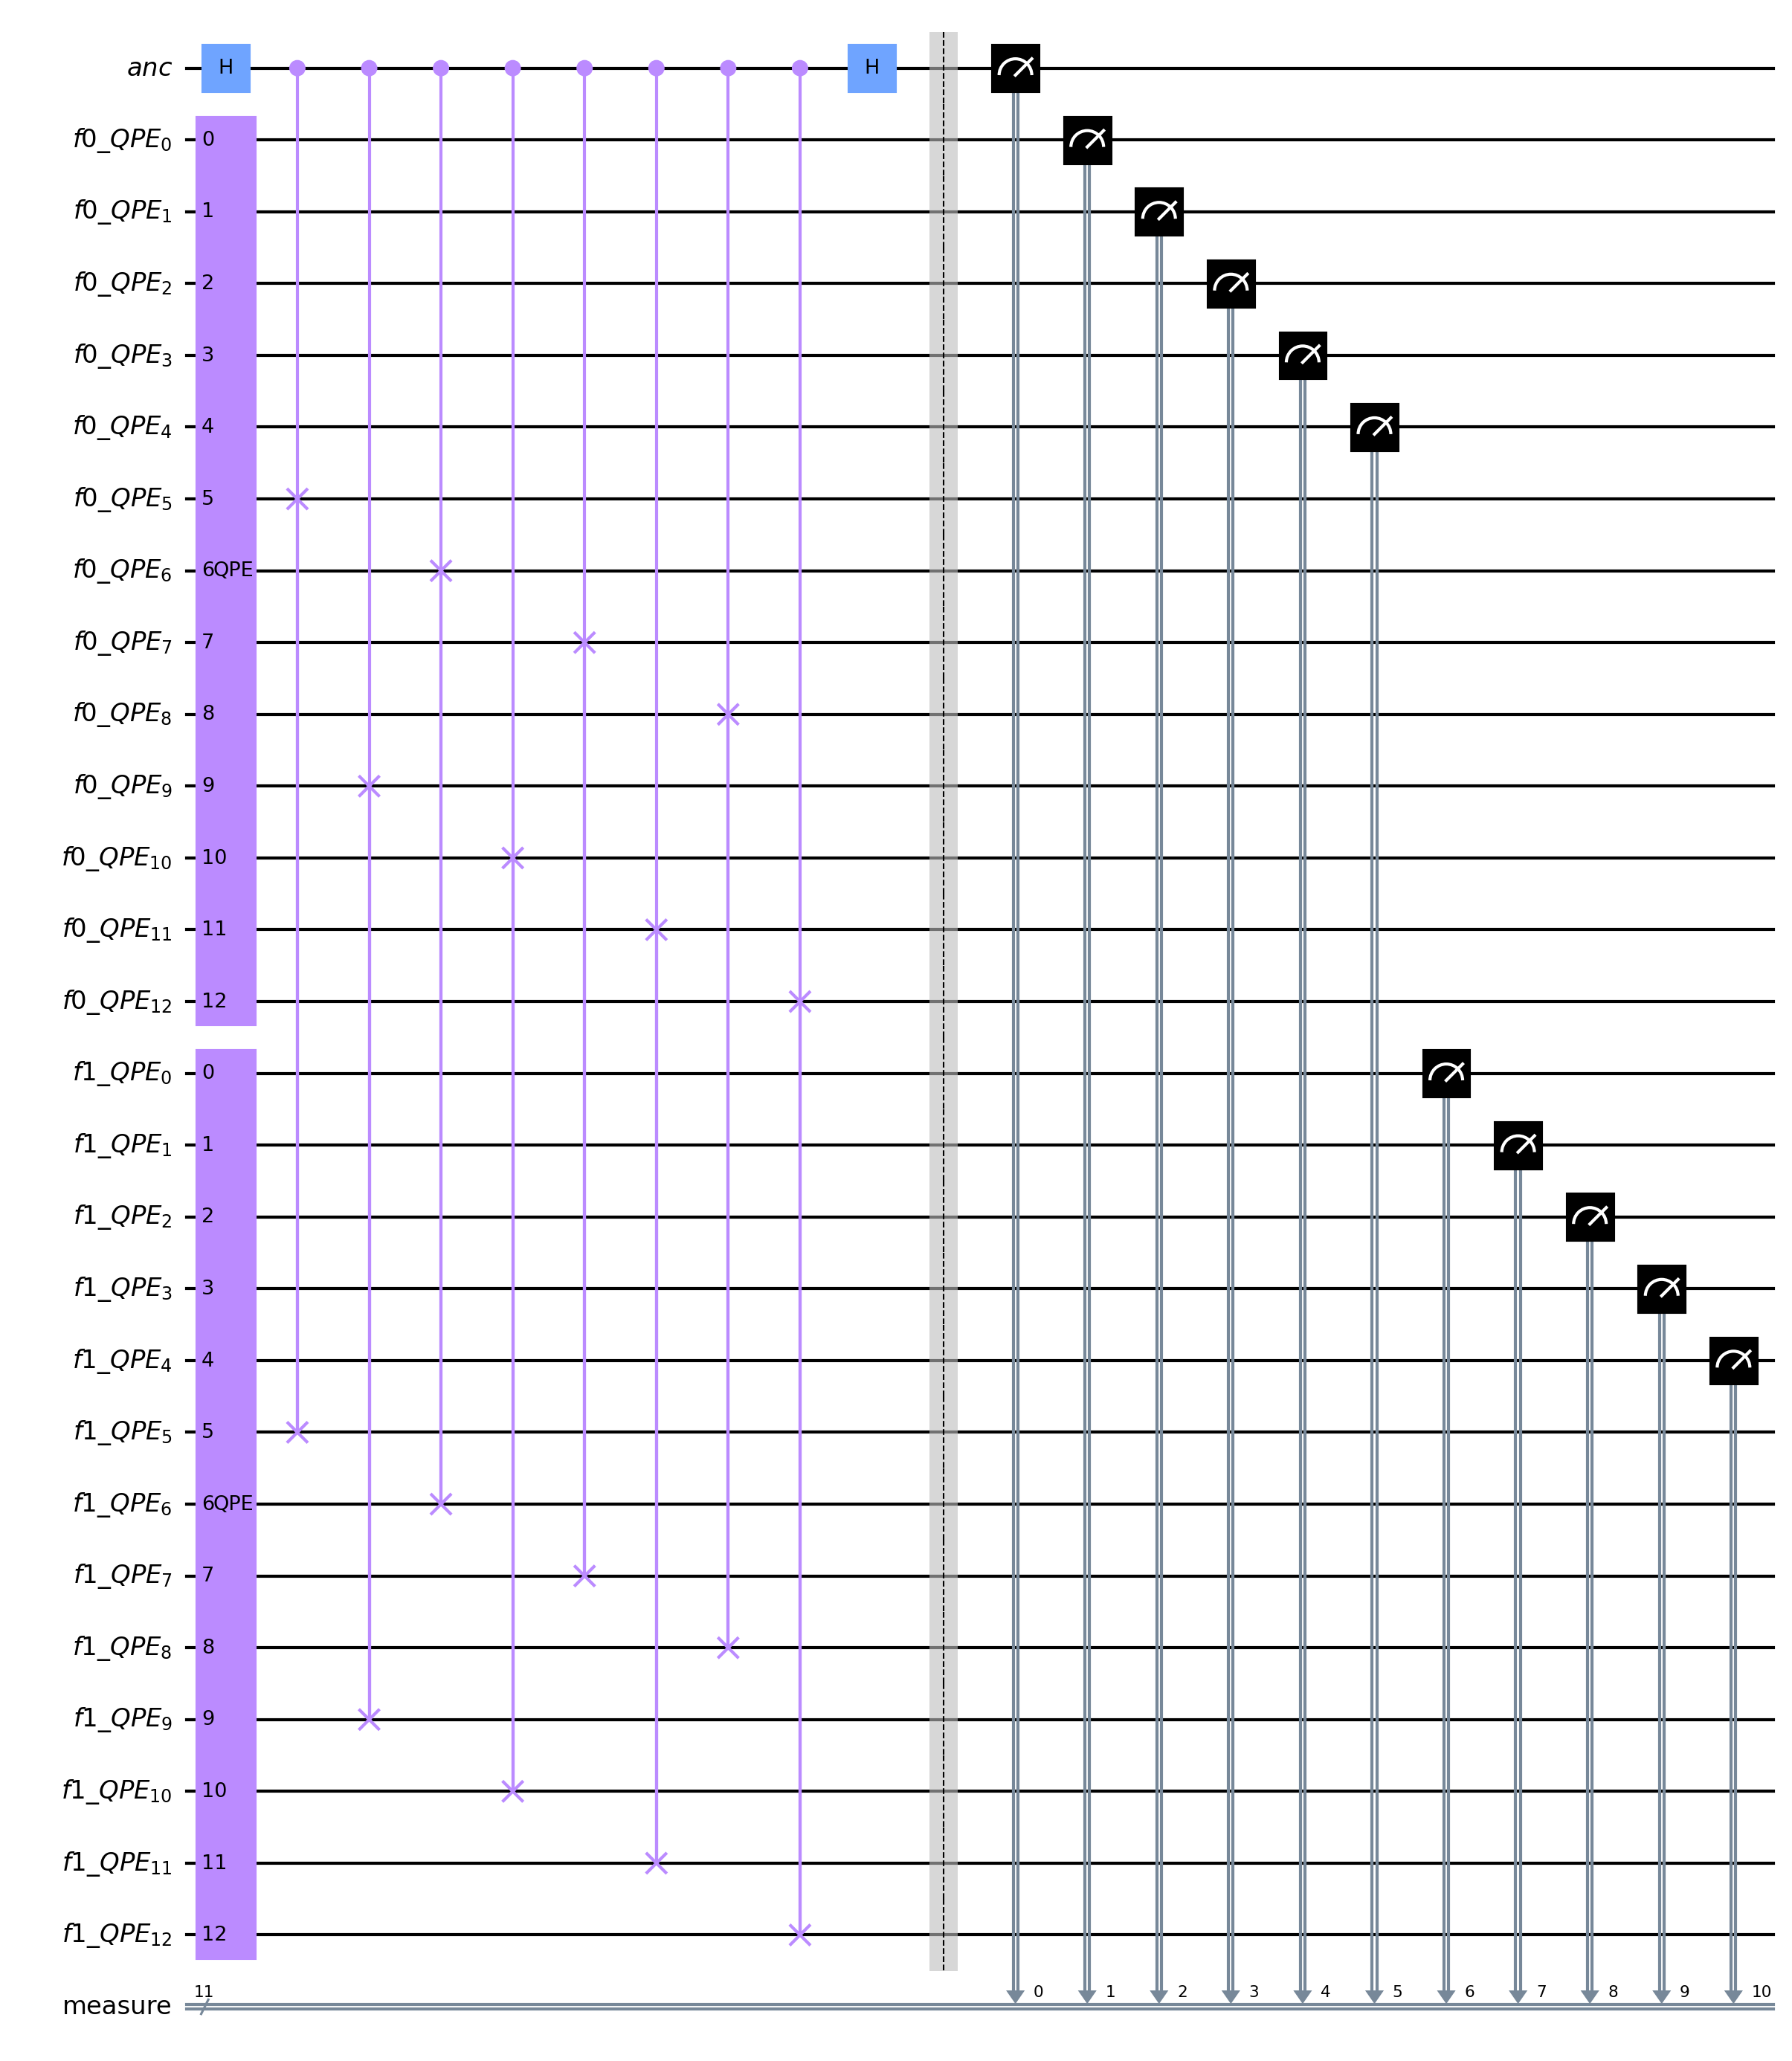 anc H H
f0_QPE0 0
f0_QPE1 1
f0_QPE2 2
f0_QPE3 3
f0_QPE4 4
f0_QPE5 5
f0_QPE6 6QPE
f0_QPE7 7
f0_QPE8 8
f0_QPE9 9
f0_QPE10 10
f0_QPE11 11
f0_QPE12 12
f1_QPE0 0
f1_QPE1 1
f1_QPE2 2
f1_QPE3 3
f1_QPE4 4
f1_QPE5 5
f1_QPE6 6QPE
f1_QPE7 7
f1_QPE8 8
f1_QPE9 9
f1_QPE10 10
f1_QPE11 11
f1_QPE12 12
measure 11 0 1 2 3 4 5 6 7 8 9 10